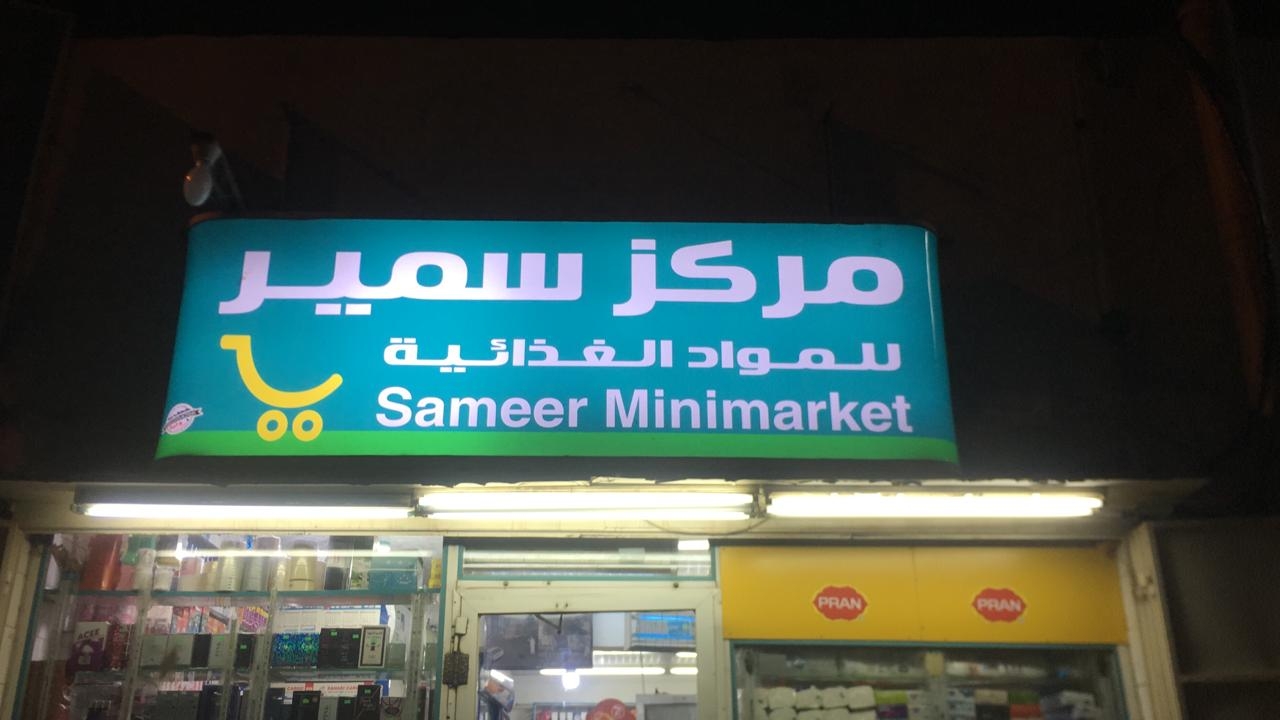 مركز سمير
للمواد الغذائية
Sameer Minimarket
PRAN
PRAN